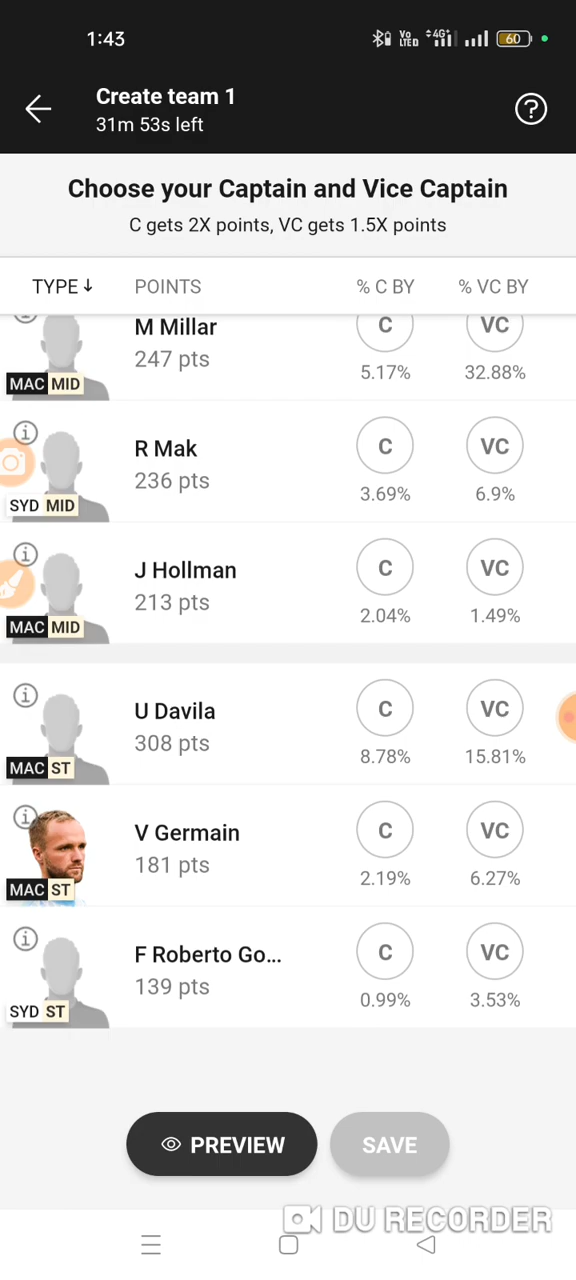 1:43
Vo LTED 4G+ 60
Create team 1
31m 53s left
?
Choose your Captain and Vice Captain
C gets 2X points, VC gets 1.5X points
TYPE↓ POINTS % C BY % VC BY
M Millar C VC
247 pts
5.17% 32.88%
MAC MID
i
R Mak C VC
236 pts
3.69% 6.9%
SYD MID
i
J Hollman C VC
213 pts
2.04% 1.49%
MAC MID
i
U Davila C VC
308 pts
8.78% 15.81%
MAC ST
i
V Germain C VC
181 pts
2.19% 6.27%
MAC ST
i
F Roberto Go... C VC
139 pts
0.99% 3.53%
SYD ST
PREVIEW SAVE
DU RECORDER